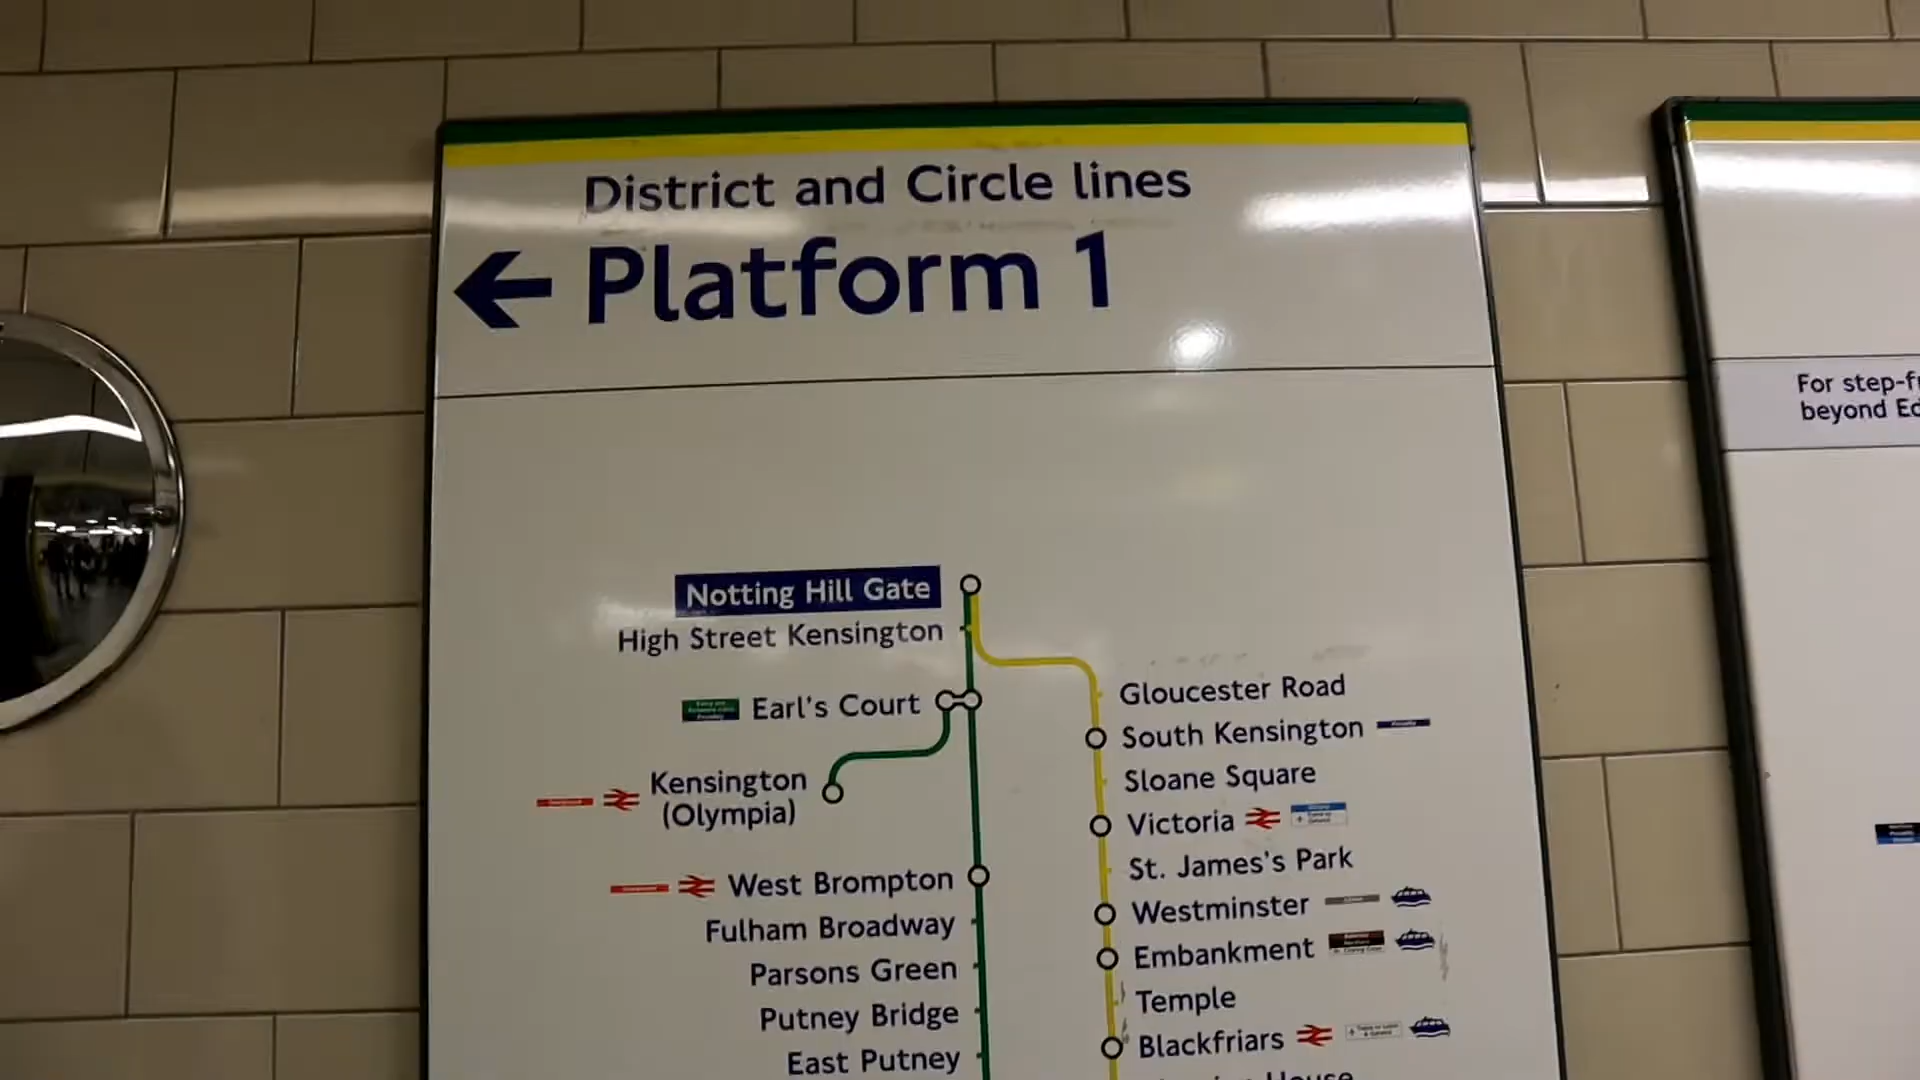 District and Circle lines
Platform 1
Notting Hill Gate
High Street Kensington
Earl's Court
Kensington
(Olympia)
West Brompton
Fulham Broadway
Parsons Green
Putney Bridge
East Putney
Gloucester Road
South Kensington
Sloane Square
Victoria
St. James's Park
Westminster
Embankment
Temple
Blackfriars
House
For step-f
beyond Ed